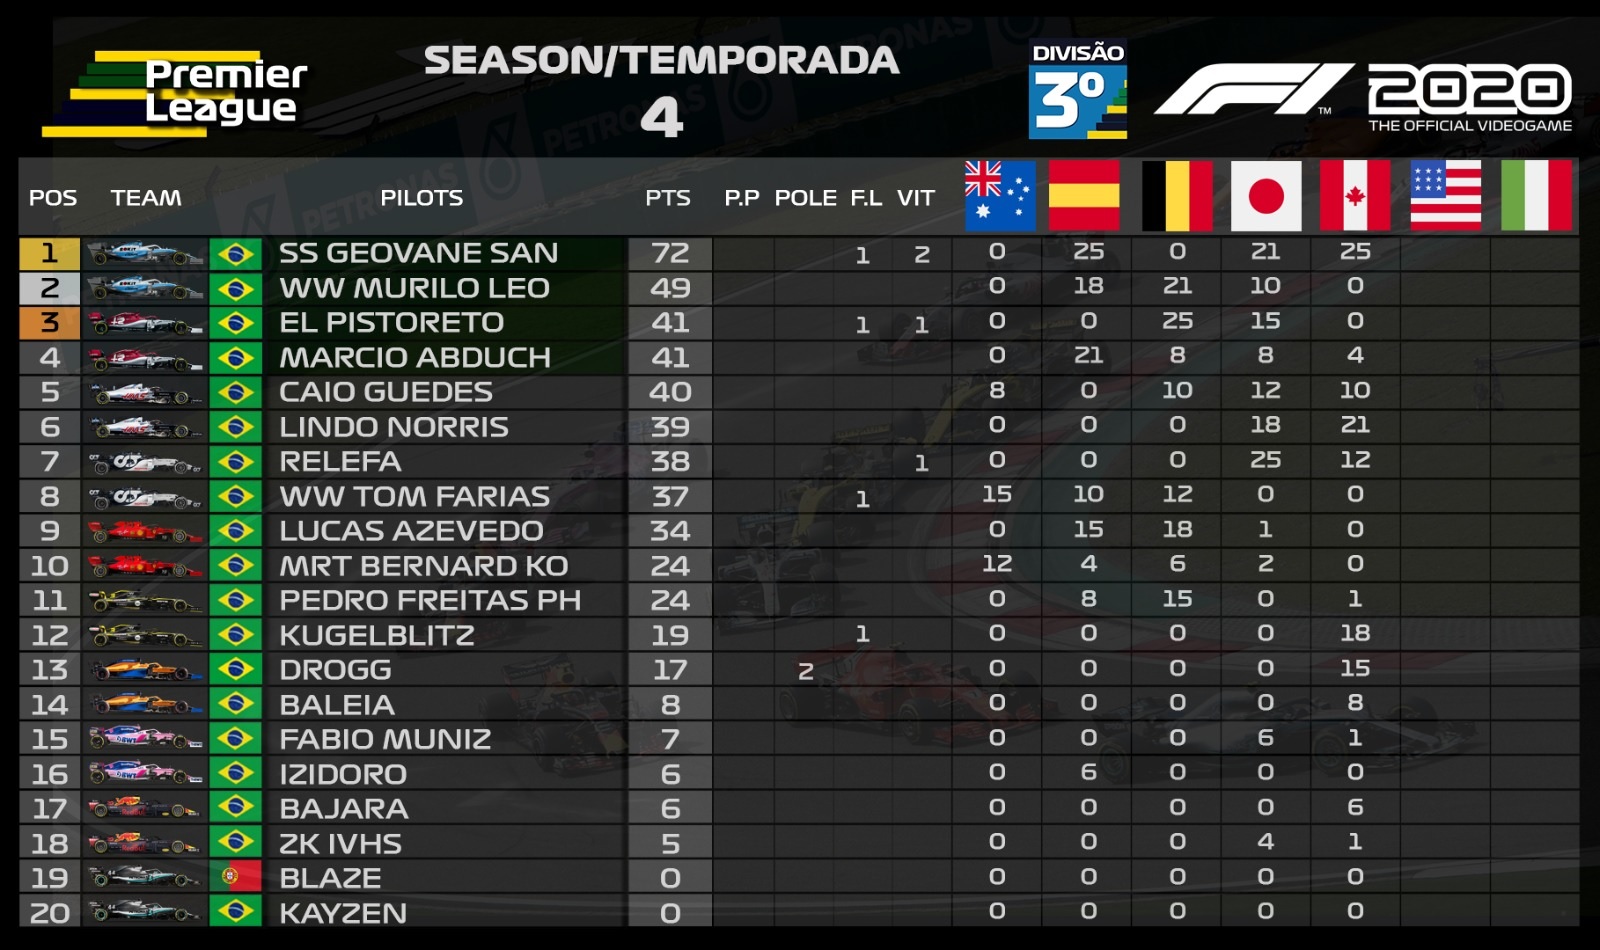 Premier
League
SEASON/TEMPORADA
4
DIVISÃO
3º
F1 ™ 2020
THE OFFICIAL VIDEOGAME
POS TEAM PILOTS PTS P.P POLE F.L VIT
1 SS GEOVANE SAN 72 1 2 0 25 0 21 25
2 WW MURILO LEO 49 0 18 21 10 0
3 EL PISTORETO 41 1 1 0 0 25 15 0
4 MARCIO ABDUCH 41 0 21 8 8 4
5 CAIO GUEDES 40 8 0 10 12 10
6 LINDO NORRIS 39 0 0 0 18 21
7 RELEFA 38 1 0 0 0 25 12
8 WW TOM FARIAS 37 1 15 10 12 0 0
9 LUCAS AZEVEDO 34 0 15 18 1 0
10 MRT BERNARD KO 24 12 4 6 2 0
11 PEDRO FREITAS PH 24 0 8 15 0 1
12 KUGELBLITZ 19 1 0 0 0 0 18
13 DROGG 17 2 0 0 0 0 15
14 BALEIA 8 0 0 0 0 8
15 FABIO MUNIZ 7 0 0 0 6 1
16 IZIDORO 6 0 6 0 0 0
17 BAJARA 6 0 0 0 0 6
18 ZK IVHS 5 0 0 0 4 1
19 BLAZE 0 0 0 0 0 0
20 KAYZEN 0 0 0 0 0 0